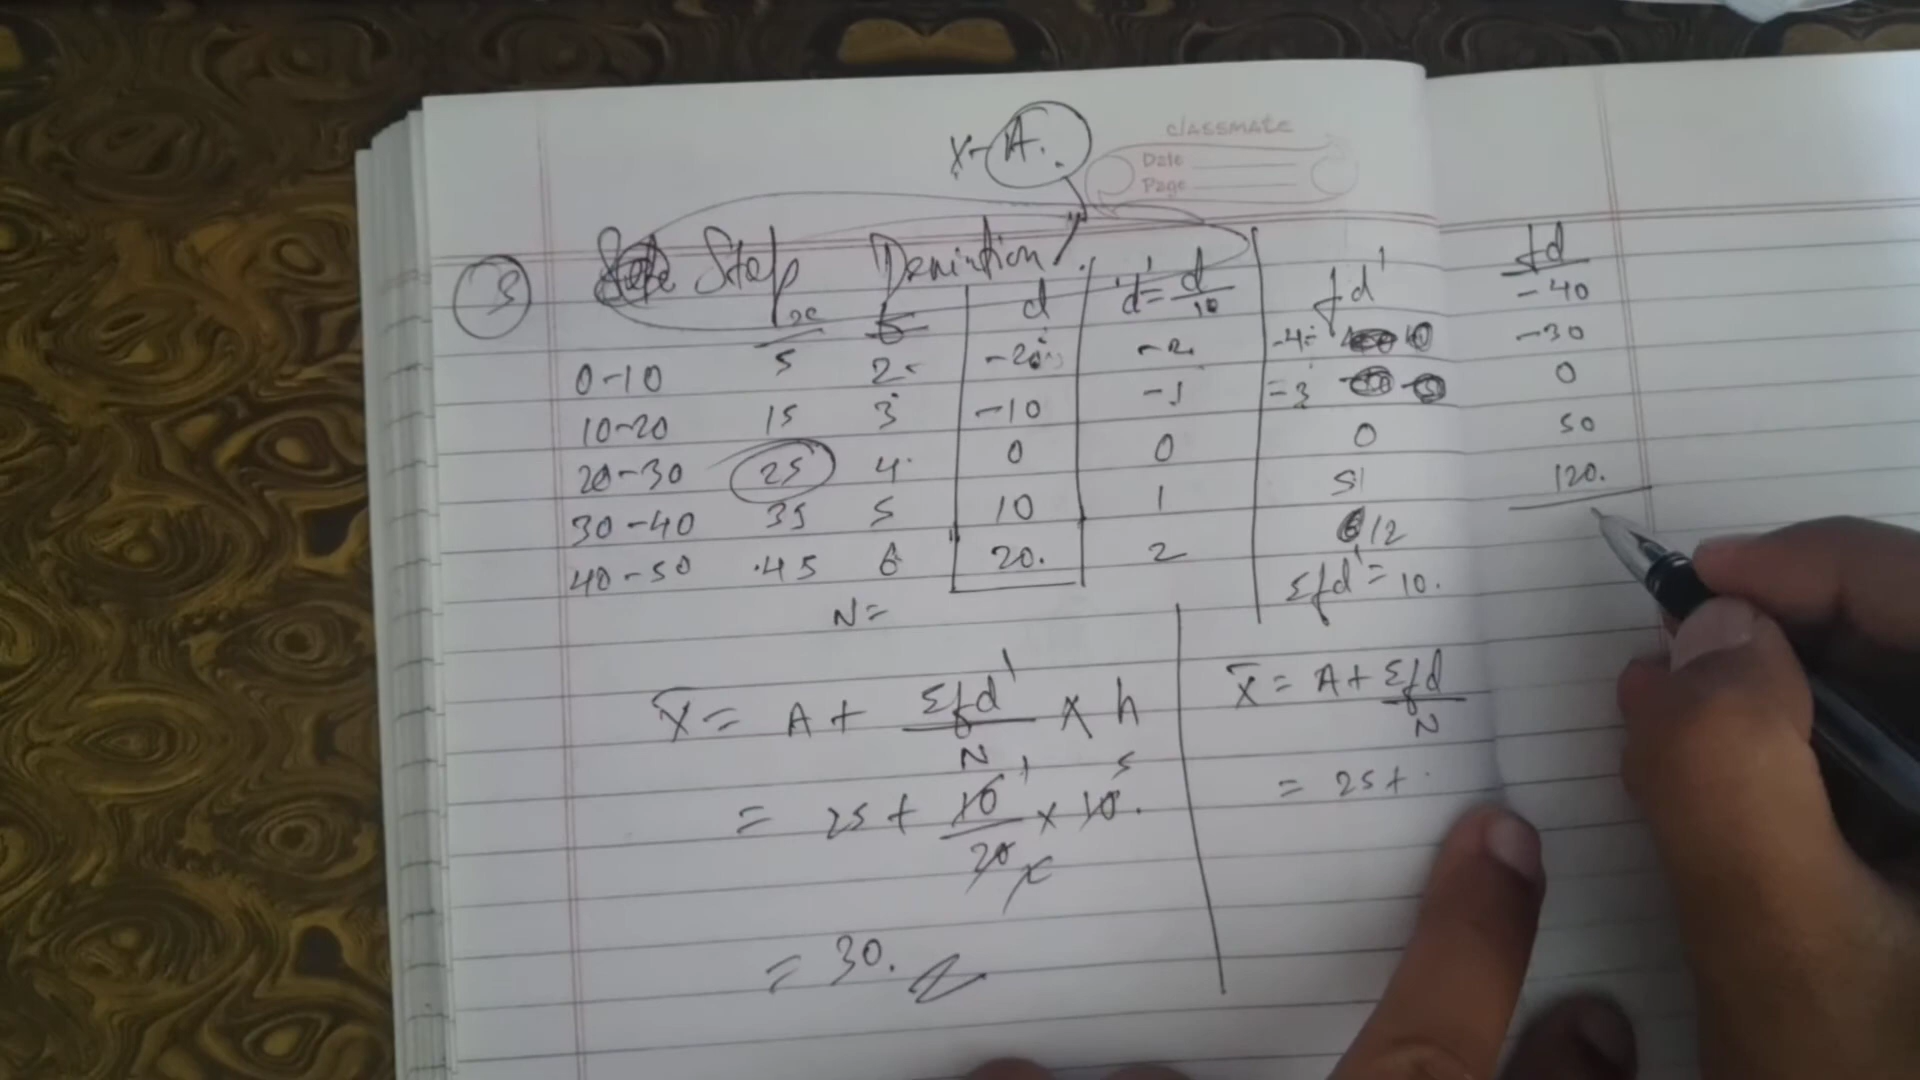 x-A.
classmate
Date
Page
3 Step Deviation
x f d d'=d/10 fd' fd
0-10 5 2 -20 -2 -4 -40
10-20 15 3 -10 -1 -3 -30
20-30 25 4 0 0 0 0
30-40 35 5 10 1 5 50
40-50 45 6 20. 2 12 120.
N= Σfd'=10.
X̄ = A + Σfd'/N x h
= 25 + 10/20 x 10.
= 30.
X̄ = A + Σfd/N
= 25 +